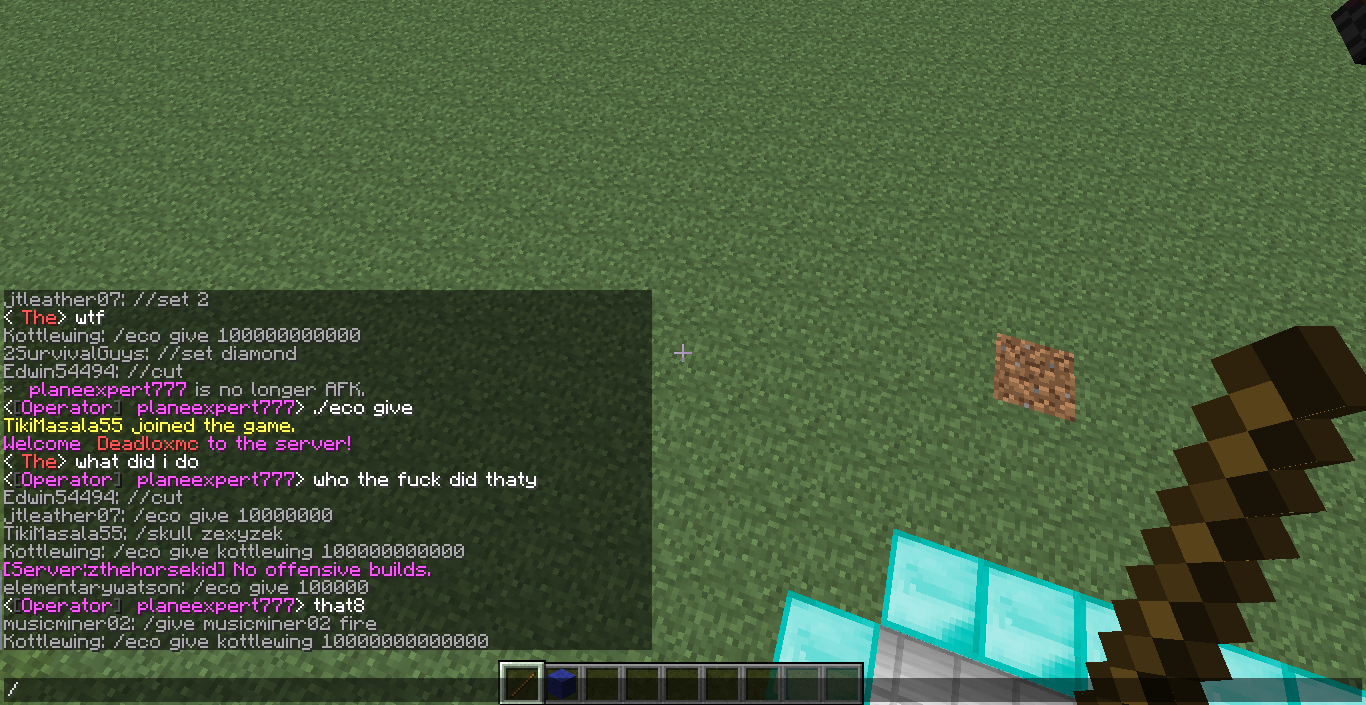 jtleather07: //set 2
< The> wtf
Kottlewing: /eco give 100000000000
2SurvivalGuys: //set diamond
Edwin54494: //cut
* planeexpert777 is no longer AFK.
<[Operator] planeexpert777> ./eco give
TikiMasala55 joined the game.
Welcome Deadloxmc to the server!
< The> what did i do
<[Operator] planeexpert777> who the fuck did thaty
Edwin54494: //cut
jtleather07: /eco give 10000000
TikiMasala55: /skull zexyzek
Kottlewing: /eco give kottlewing 100000000000
[Server:zthehorsekid] No offensive builds.
elementarywatson: /eco give 100000
<[Operator] planeexpert777> that8
musicminer02: /give musicminer02 fire
Kottlewing: /eco give kottlewing 10000000000000
/